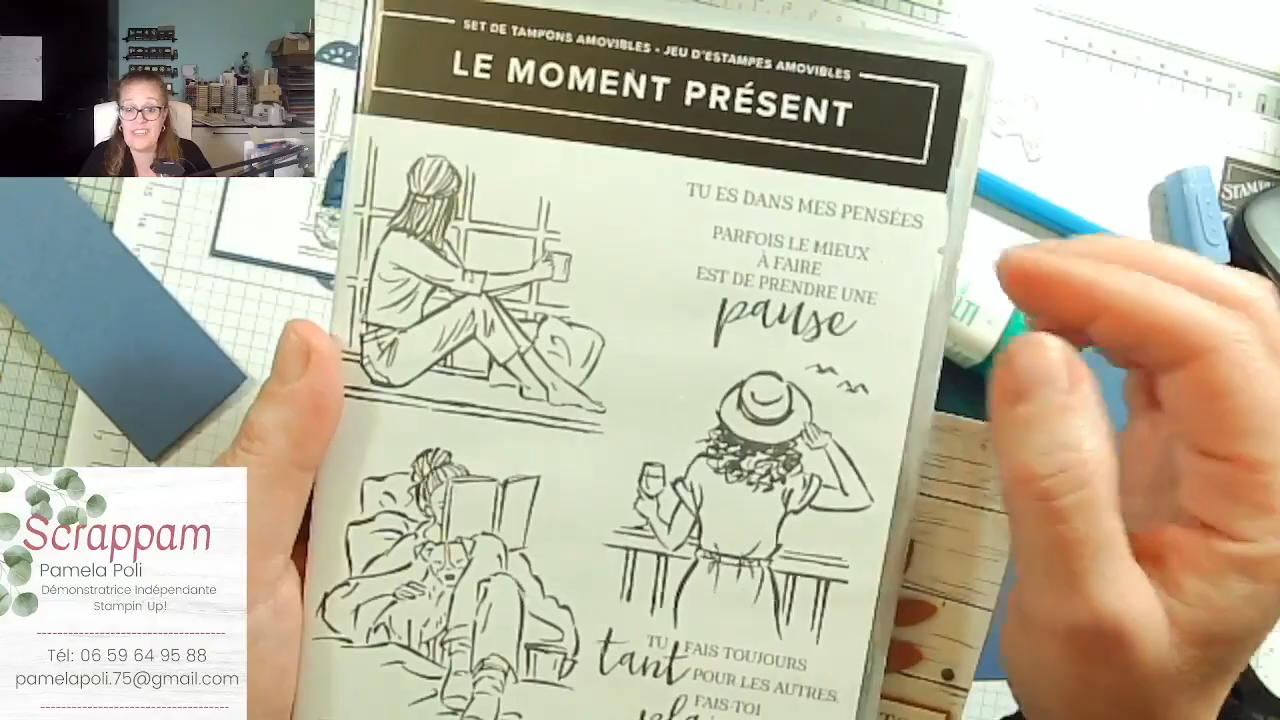 SET DE TAMPONS AMOVIBLES • JEU D'ESTAMPES AMOVIBLES
LE MOMENT PRÉSENT
TU ES DANS MES PENSÉES
PARFOIS LE MIEUX
À FAIRE
EST DE PRENDRE UNE
pause
TU FAIS TOUJOURS
tant POUR LES AUTRES.
FAIS-TOI
STAMPIN'
Scrappam
Pamela Poli
Démonstratrice Indépendante
Stampin' Up!
Tél: 06 59 64 95 88
pamelapoli.75@gmail.com